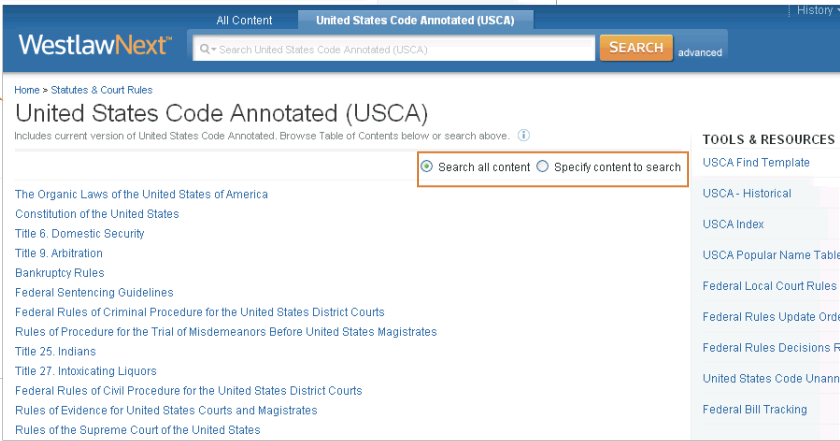 History
All Content
United States Code Annotated (USCA)
WestlawNext™
Search United States Code Annotated (USCA)
SEARCH
advanced
Home > Statutes & Court Rules
United States Code Annotated (USCA)
Includes current version of United States Code Annotated. Browse Table of Contents below or search above.
Search all content
Specify content to search
The Organic Laws of the United States of America
Constitution of the United States
Title 6. Domestic Security
Title 9. Arbitration
Bankruptcy Rules
Federal Sentencing Guidelines
Federal Rules of Criminal Procedure for the United States District Courts
Rules of Procedure for the Trial of Misdemeanors Before United States Magistrates
Title 25. Indians
Title 27. Intoxicating Liquors
Federal Rules of Civil Procedure for the United States District Courts
Rules of Evidence for United States Courts and Magistrates
Rules of the Supreme Court of the United States
TOOLS & RESOURCES
USCA Find Template
USCA - Historical
USCA Index
USCA Popular Name Table
Federal Local Court Rules
Federal Rules Update Orde
Federal Rules Decisions R
United States Code Unann
Federal Bill Tracking